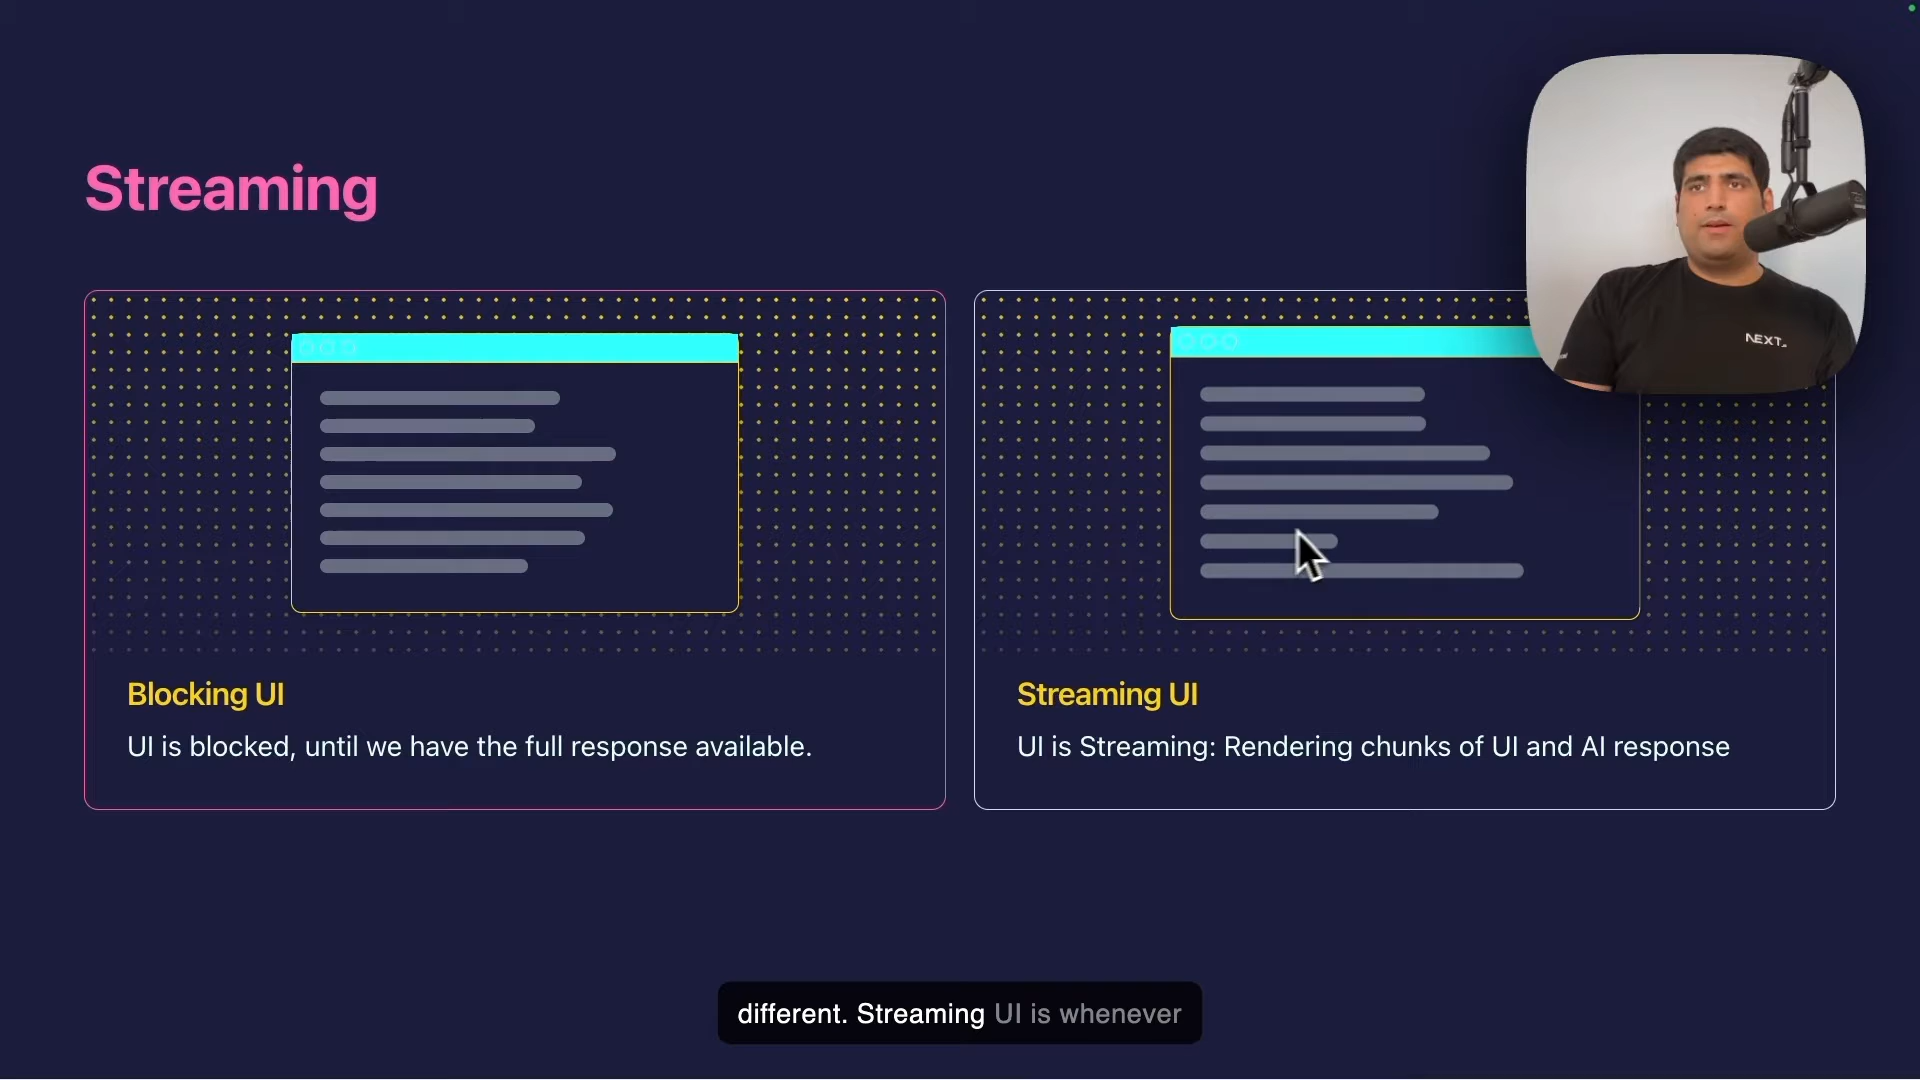 Streaming
NEXT
Blocking UI
UI is blocked, until we have the full response available.
Streaming UI
UI is Streaming: Rendering chunks of UI and AI response
different. Streaming UI is whenever